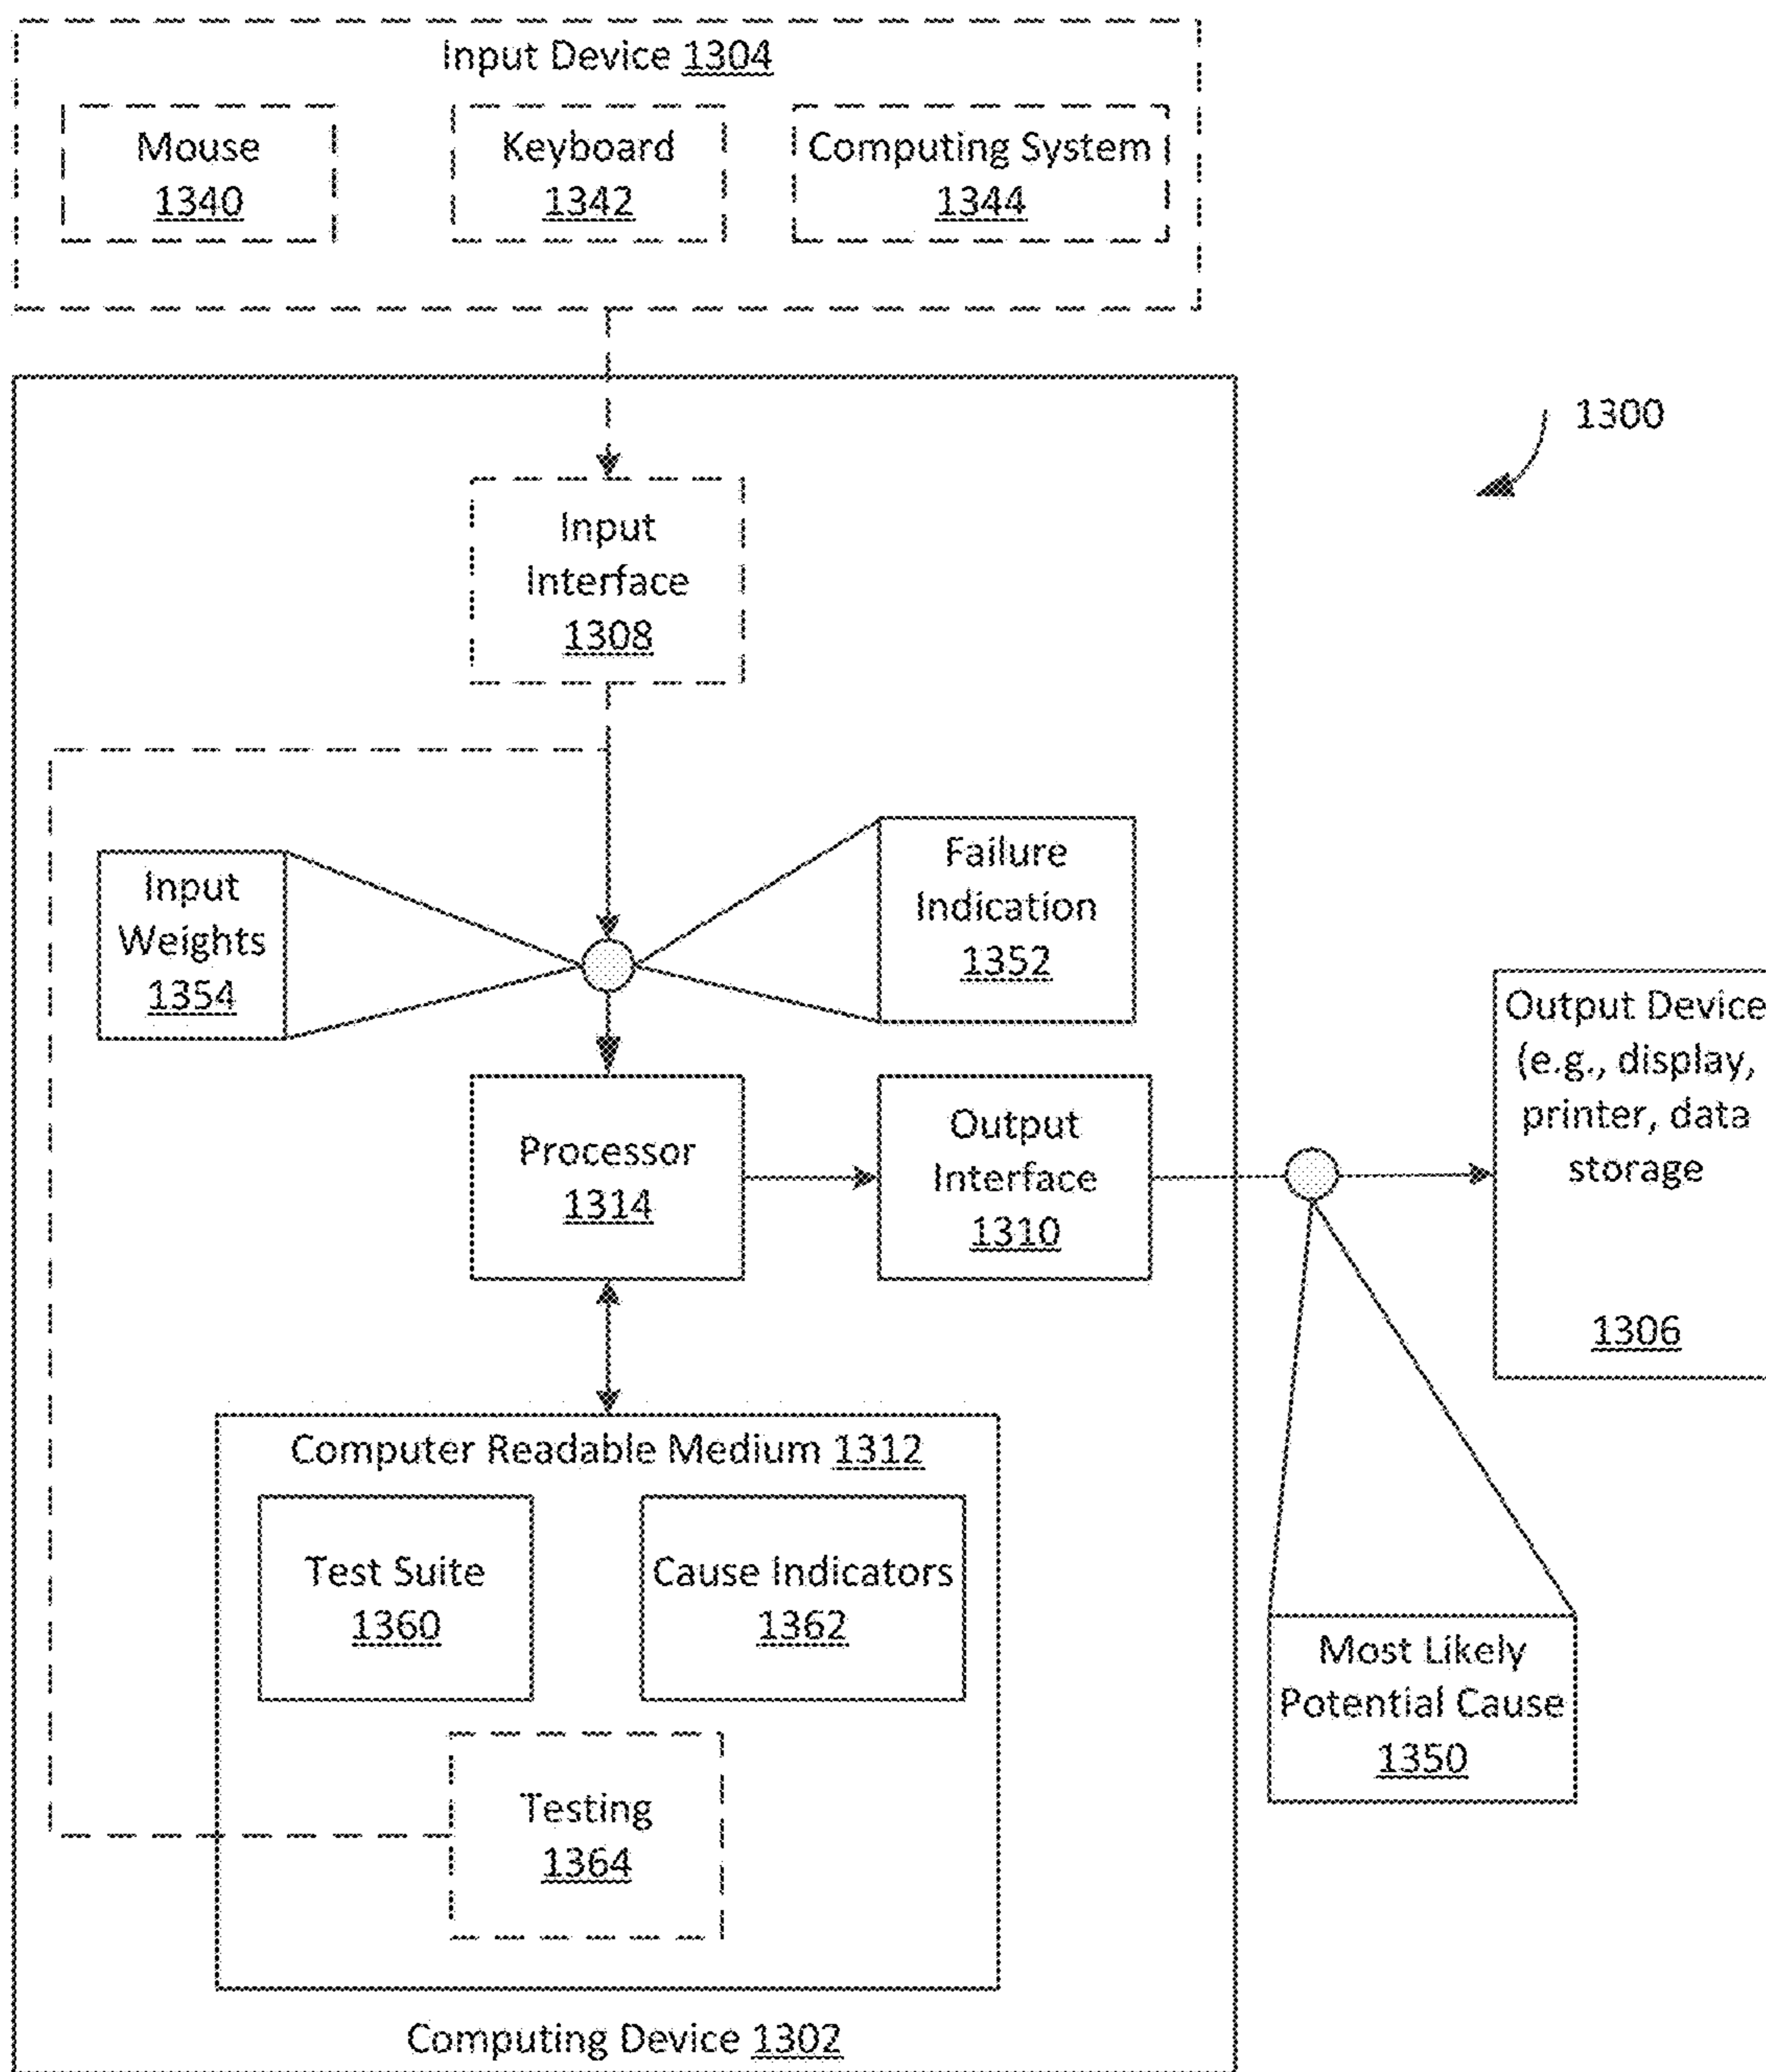 Input Device 1304
Mouse
1340
Keyboard
1342
Computing System
1344
1300
Input
Interface
1308
Input
Weights
1354
Failure
Indication
1352
Processor
1314
Output
Interface
1310
Output Device
(e.g., display,
printer, data
storage
1306
Computer Readable Medium 1312
Test Suite
1360
Cause Indicators
1362
Testing
1364
Most Likely
Potential Cause
1350
Computing Device 1302